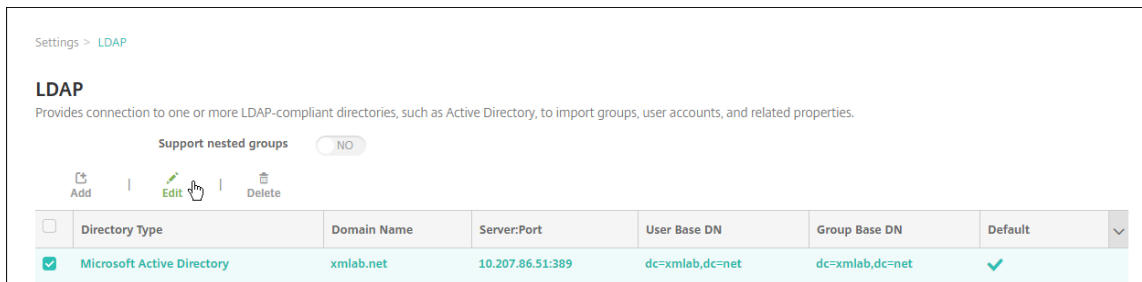 Settings > LDAP
LDAP
Provides connection to one or more LDAP-compliant directories, such as Active Directory, to import groups, user accounts, and related properties.
Support nested groups NO
Add | Edit | Delete
Directory Type Domain Name Server:Port User Base DN Group Base DN Default
Microsoft Active Directory xmlab.net 10.207.86.51:389 dc=xmlab,dc=net dc=xmlab,dc=net